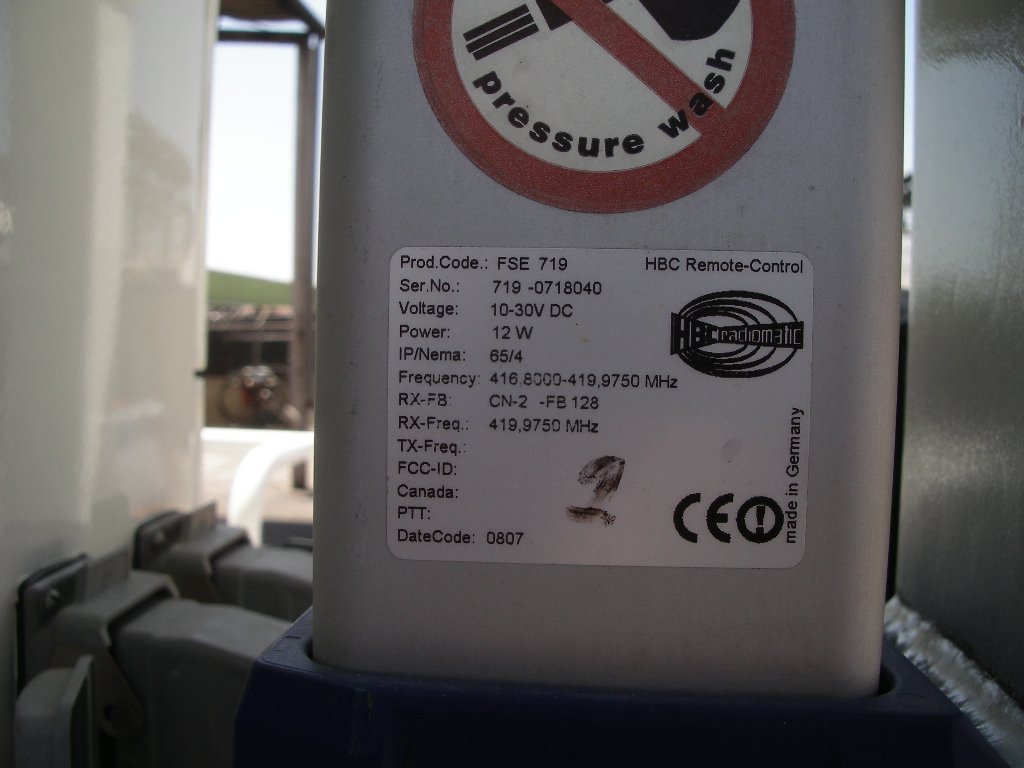 pressure wash
Prod.Code.: FSE 719
HBC Remote-Control
Ser.No.: 719 -0718040
Voltage: 10-30V DC
HBC radiomatic
Power: 12 W
IP/Nema: 65/4
Frequency: 416,8000-419,9750 MHz
RX-FB: CN-2 -FB 128
RX-Freq.: 419,9750 MHz
TX-Freq.:
FCC-ID:
Canada:
PTT:
DateCode: 0807
CE
made in Germany